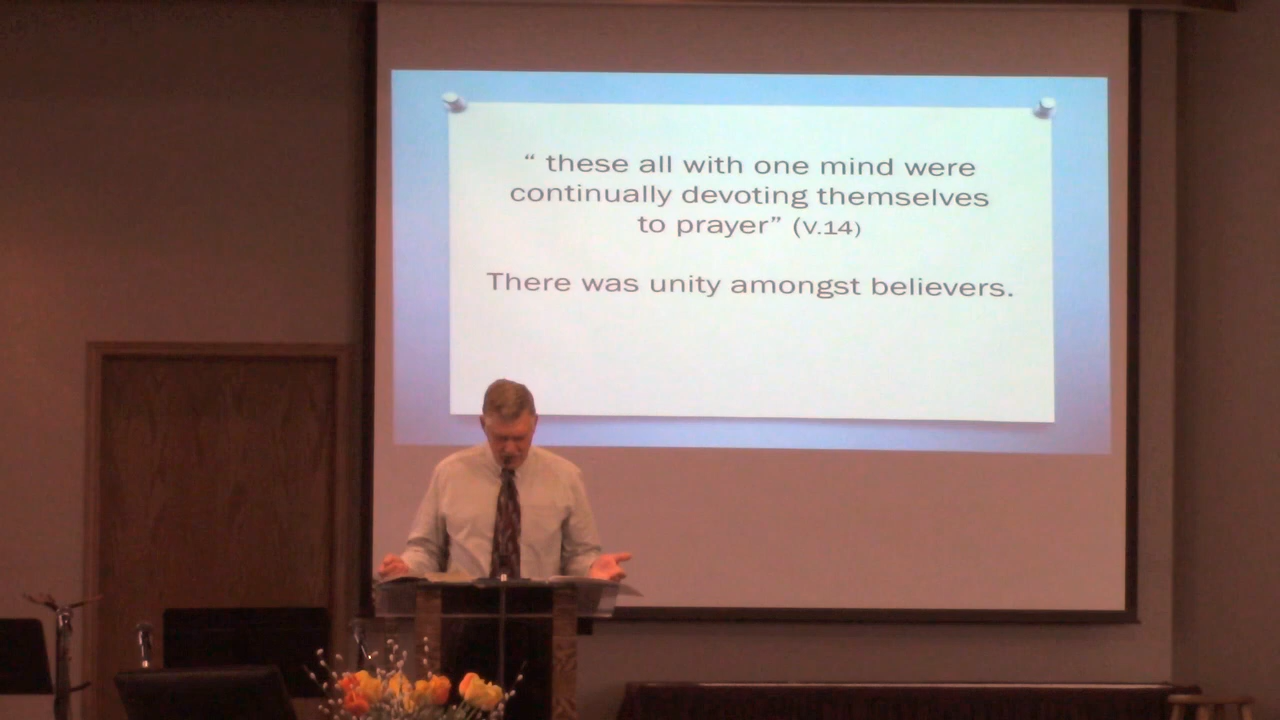 “ these all with one mind were
continually devoting themselves
to prayer” (V.14)
There was unity amongst believers.